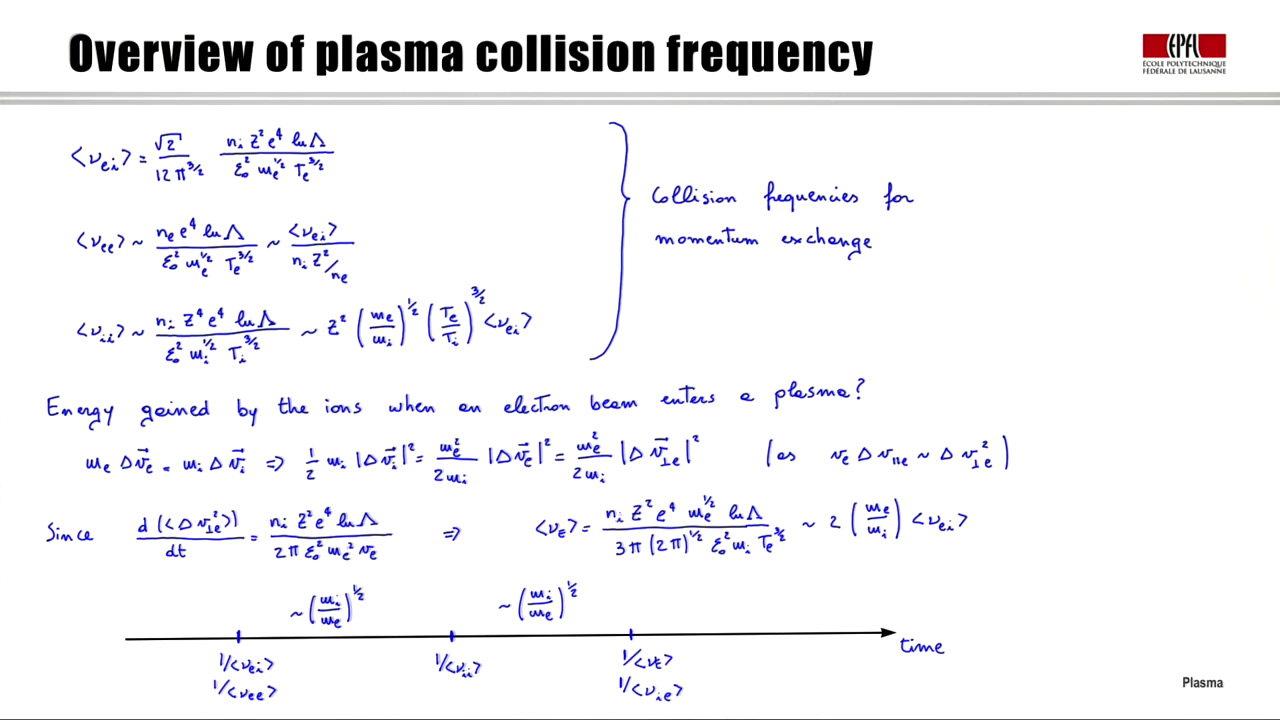 Overview of plasma collision frequency
EPFL
ÉCOLE POLYTECHNIQUE
FÉDÉRALE DE LAUSANNE
<ν_ei> = √2 / (12 π^3/2) · n_i Z² e⁴ lnΛ / (ε₀² m_e^1/2 T_e^3/2)
<ν_ee> ~ n_e e⁴ lnΛ / (ε₀² m_e^1/2 T_e^3/2) ~ <ν_ei> / (n_i Z²/n_e)
<ν_ii> ~ n_i Z⁴ e⁴ lnΛ / (ε₀² m_i^1/2 T_i^3/2) ~ Z² (m_e/m_i)^1/2 (T_e/T_i)^3/2 <ν_ei>
Collision frequencies for
momentum exchange
Energy gained by the ions when an electron beam enters a plasma?
m_e Δv⃗_e = m_i Δv⃗_i ⇒ 1/2 m_i |Δv⃗_i|² = m_e²/(2m_i) |Δv⃗_e|² = m_e²/(2m_i) |Δv⃗_⊥e|² (as v_e Δv_∥e ~ Δv_⊥e²)
Since d(<Δv_⊥e²>)/dt = n_i Z² e⁴ lnΛ / (2π ε₀² m_e² v_e) ⇒ <ν_E> = n_i Z² e⁴ m_e^1/2 lnΛ / (3π (2π)^1/2 ε₀² m_i T_e^3/2) ~ 2 (m_e/m_i) <ν_ei>
~ (m_i/m_e)^1/2 ~ (m_i/m_e)^1/2
time
1/<ν_ei> 1/<ν_ii> 1/<ν_E>
1/<ν_ee> 1/<ν_ie>
Plasma